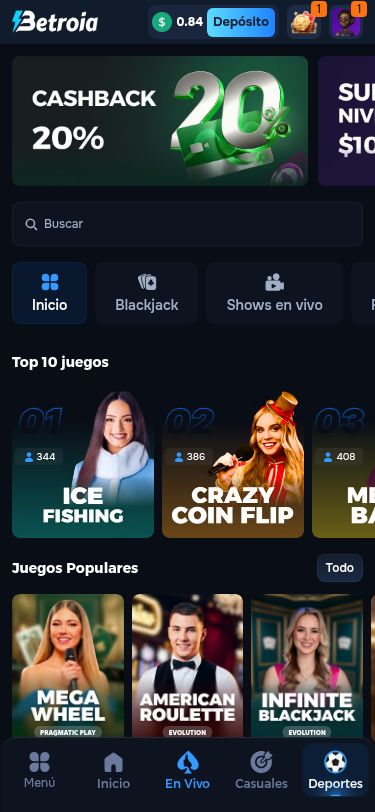 Betroia
$ 0.84 Depósito
1
1
CASHBACK
20%
20%
Buscar
Inicio
Blackjack
Shows en vivo
Top 10 juegos
01
344
ICE
FISHING
02
386
CRAZY
COIN FLIP
03
408
Juegos Populares
Todo
MEGA
WHEEL
PRAGMATIC PLAY
AMERICAN
ROULETTE
EVOLUTION
INFINITE
BLACKJACK
EVOLUTION
Menú
Inicio
En Vivo
Casuales
Deportes